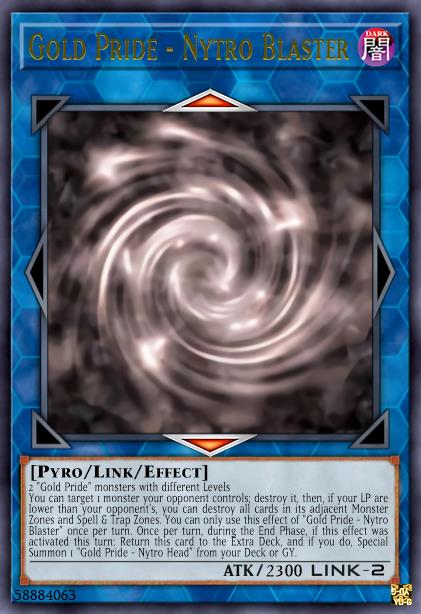 Gold Pride - Nytro Blaster
DARK
闇
[Pyro/Link/Effect]
2 "Gold Pride" monsters with different Levels
You can target 1 monster your opponent controls; destroy it, then, if your LP are
lower than your opponent's, you can destroy all cards in its adjacent Monster
Zones and Spell & Trap Zones. You can only use this effect of "Gold Pride - Nytro
Blaster" once per turn. Once per turn, during the End Phase, if this effect was
activated this turn: Return this card to the Extra Deck, and if you do, Special
Summon 1 "Gold Pride - Nytro Head" from your Deck or GY.
ATK/2300 LINK-2
58884063